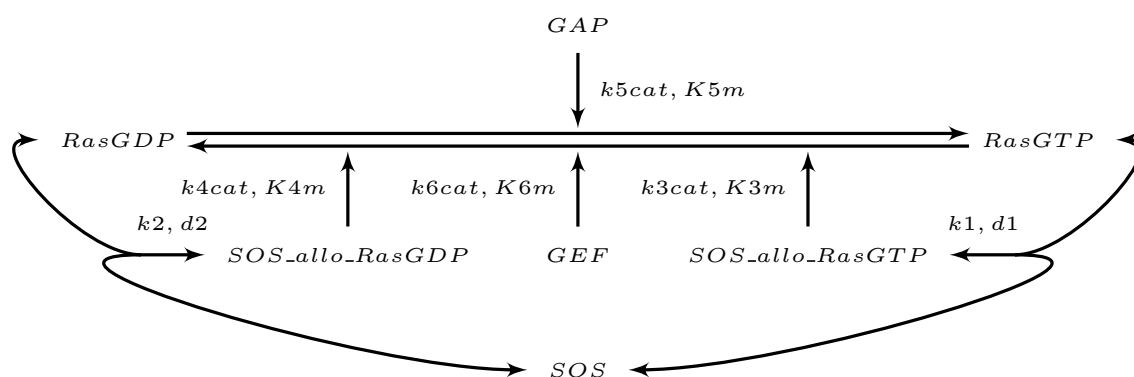 GAP
k5cat, K5m
RasGDP
RasGTP
k4cat, K4m
k6cat, K6m
k3cat, K3m
k2, d2
k1, d1
SOS_allo_RasGDP
GEF
SOS_allo_RasGTP
SOS